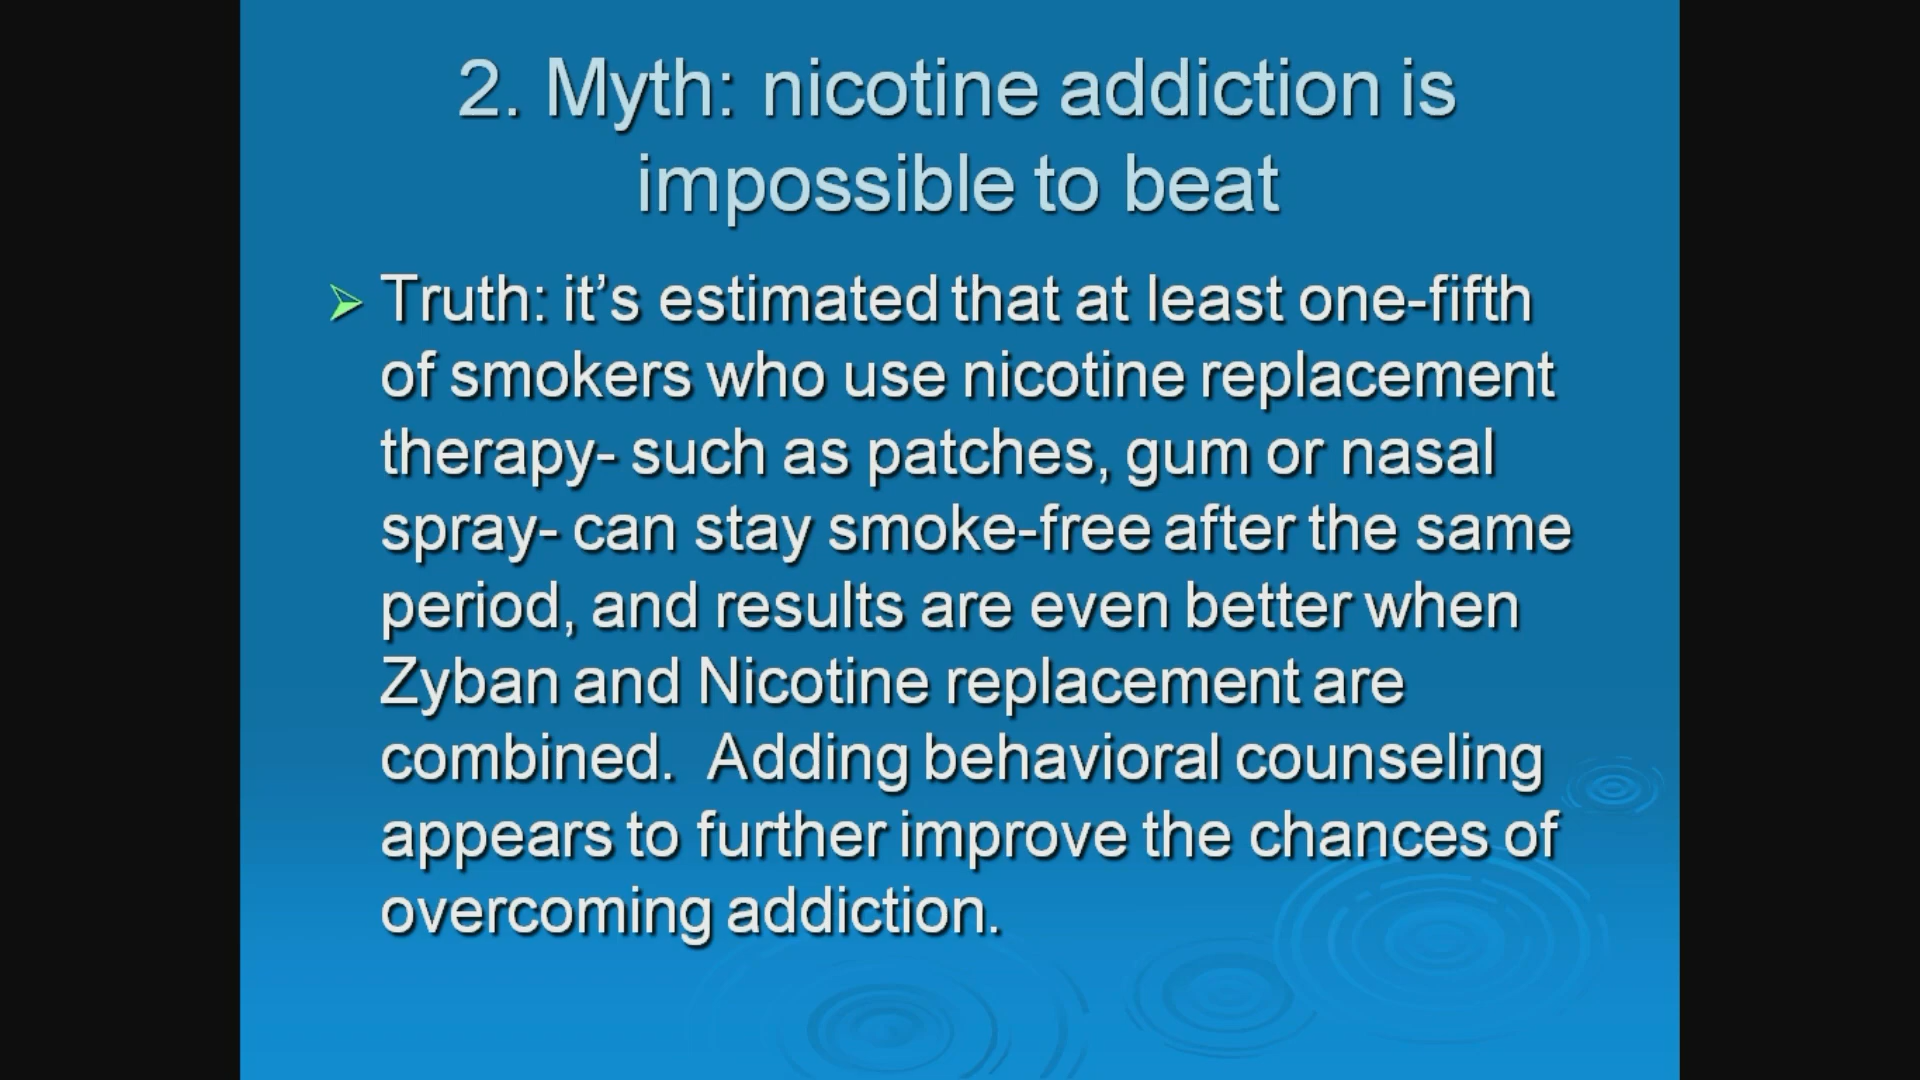 2. Myth: nicotine addiction is
impossible to beat
Truth: it’s estimated that at least one-fifth
of smokers who use nicotine replacement
therapy- such as patches, gum or nasal
spray- can stay smoke-free after the same
period, and results are even better when
Zyban and Nicotine replacement are
combined.  Adding behavioral counseling
appears to further improve the chances of
overcoming addiction.